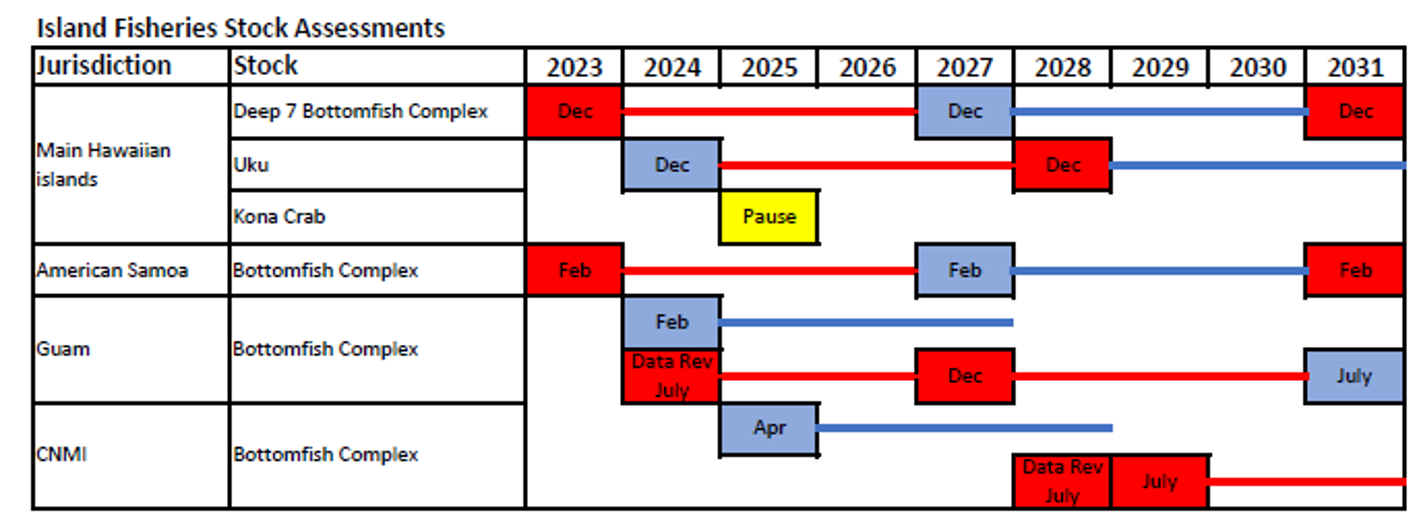 Island Fisheries Stock Assessments
Jurisdiction Stock 2023 2024 2025 2026 2027 2028 2029 2030 2031
Main Hawaiian
islands
Deep 7 Bottomfish Complex Dec Dec Dec
Uku Dec Dec
Kona Crab Pause
American Samoa Bottomfish Complex Feb Feb Feb
Guam Bottomfish Complex
Feb
Data Rev
July
Dec July
CNMI Bottomfish Complex
Apr
Data Rev
July
July